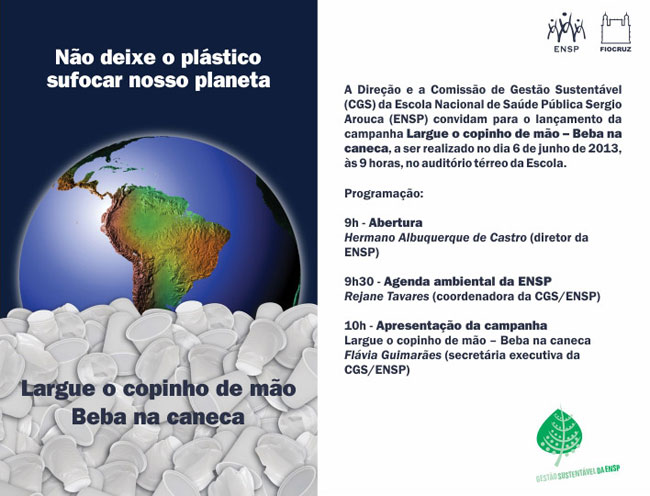 Não deixe o plástico
sufocar nosso planeta
Largue o copinho de mão
Beba na caneca
ENSP
FIOCRUZ
A Direção e a Comissão de Gestão Sustentável
(CGS) da Escola Nacional de Saúde Pública Sergio
Arouca (ENSP) convidam para o lançamento da
campanha Largue o copinho de mão – Beba na
caneca, a ser realizado no dia 6 de junho de 2013,
às 9 horas, no auditório térreo da Escola.
Programação:
9h - Abertura
Hermano Albuquerque de Castro (diretor da
ENSP)
9h30 - Agenda ambiental da ENSP
Rejane Tavares (coordenadora da CGS/ENSP)
10h - Apresentação da campanha
Largue o copinho de mão – Beba na caneca
Flávia Guimarães (secretária executiva da
CGS/ENSP)
GESTÃO SUSTENTÁVEL DA ENSP